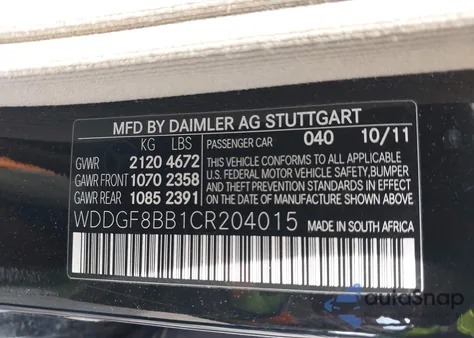 MFD BY DAIMLER AG STUTTGART
KG LBS PASSENGER CAR 040 10/11
GVWR 2120 4672
GAWR FRONT 1070 2358
GAWR REAR 1085 2391
THIS VEHICLE CONFORMS TO ALL APPLICABLE
U.S. FEDERAL MOTOR VEHICLE SAFETY,BUMPER
AND THEFT PREVENTION STANDARDS IN EFFECT
ON THE DATE OF MANUFACTURE SHOWN ABOVE.
WDDGF8BB1CR204015 MADE IN SOUTH AFRICA
autoSnap